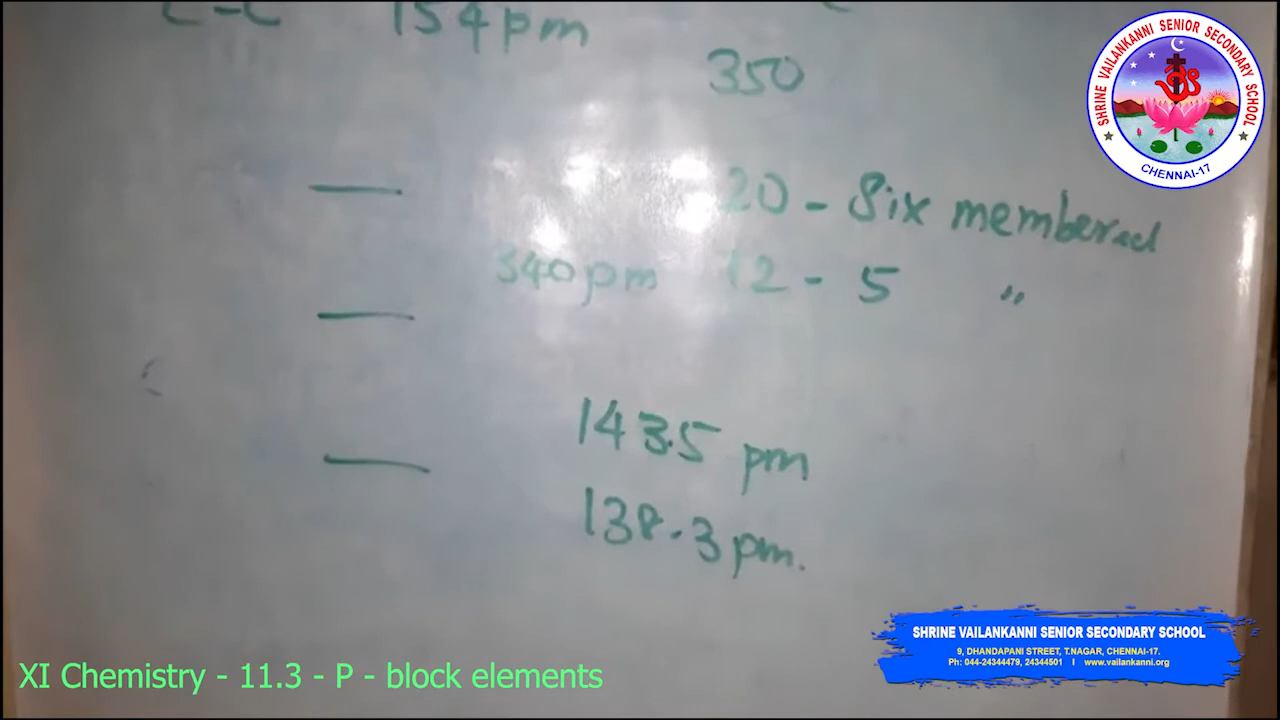 C-C 154pm
350
20 - Six membered
340pm 12 - 5 "
143.5 pm
138.3 pm.
SHRINE VAILANKANNI SENIOR SECONDARY SCHOOL
CHENNAI-17
SHRINE VAILANKANNI SENIOR SECONDARY SCHOOL
9, DHANDAPANI STREET, T.NAGAR, CHENNAI-17.
Ph: 044-24344479, 24344501 I www.vailankanni.org
XI Chemistry - 11.3 - P - block elements